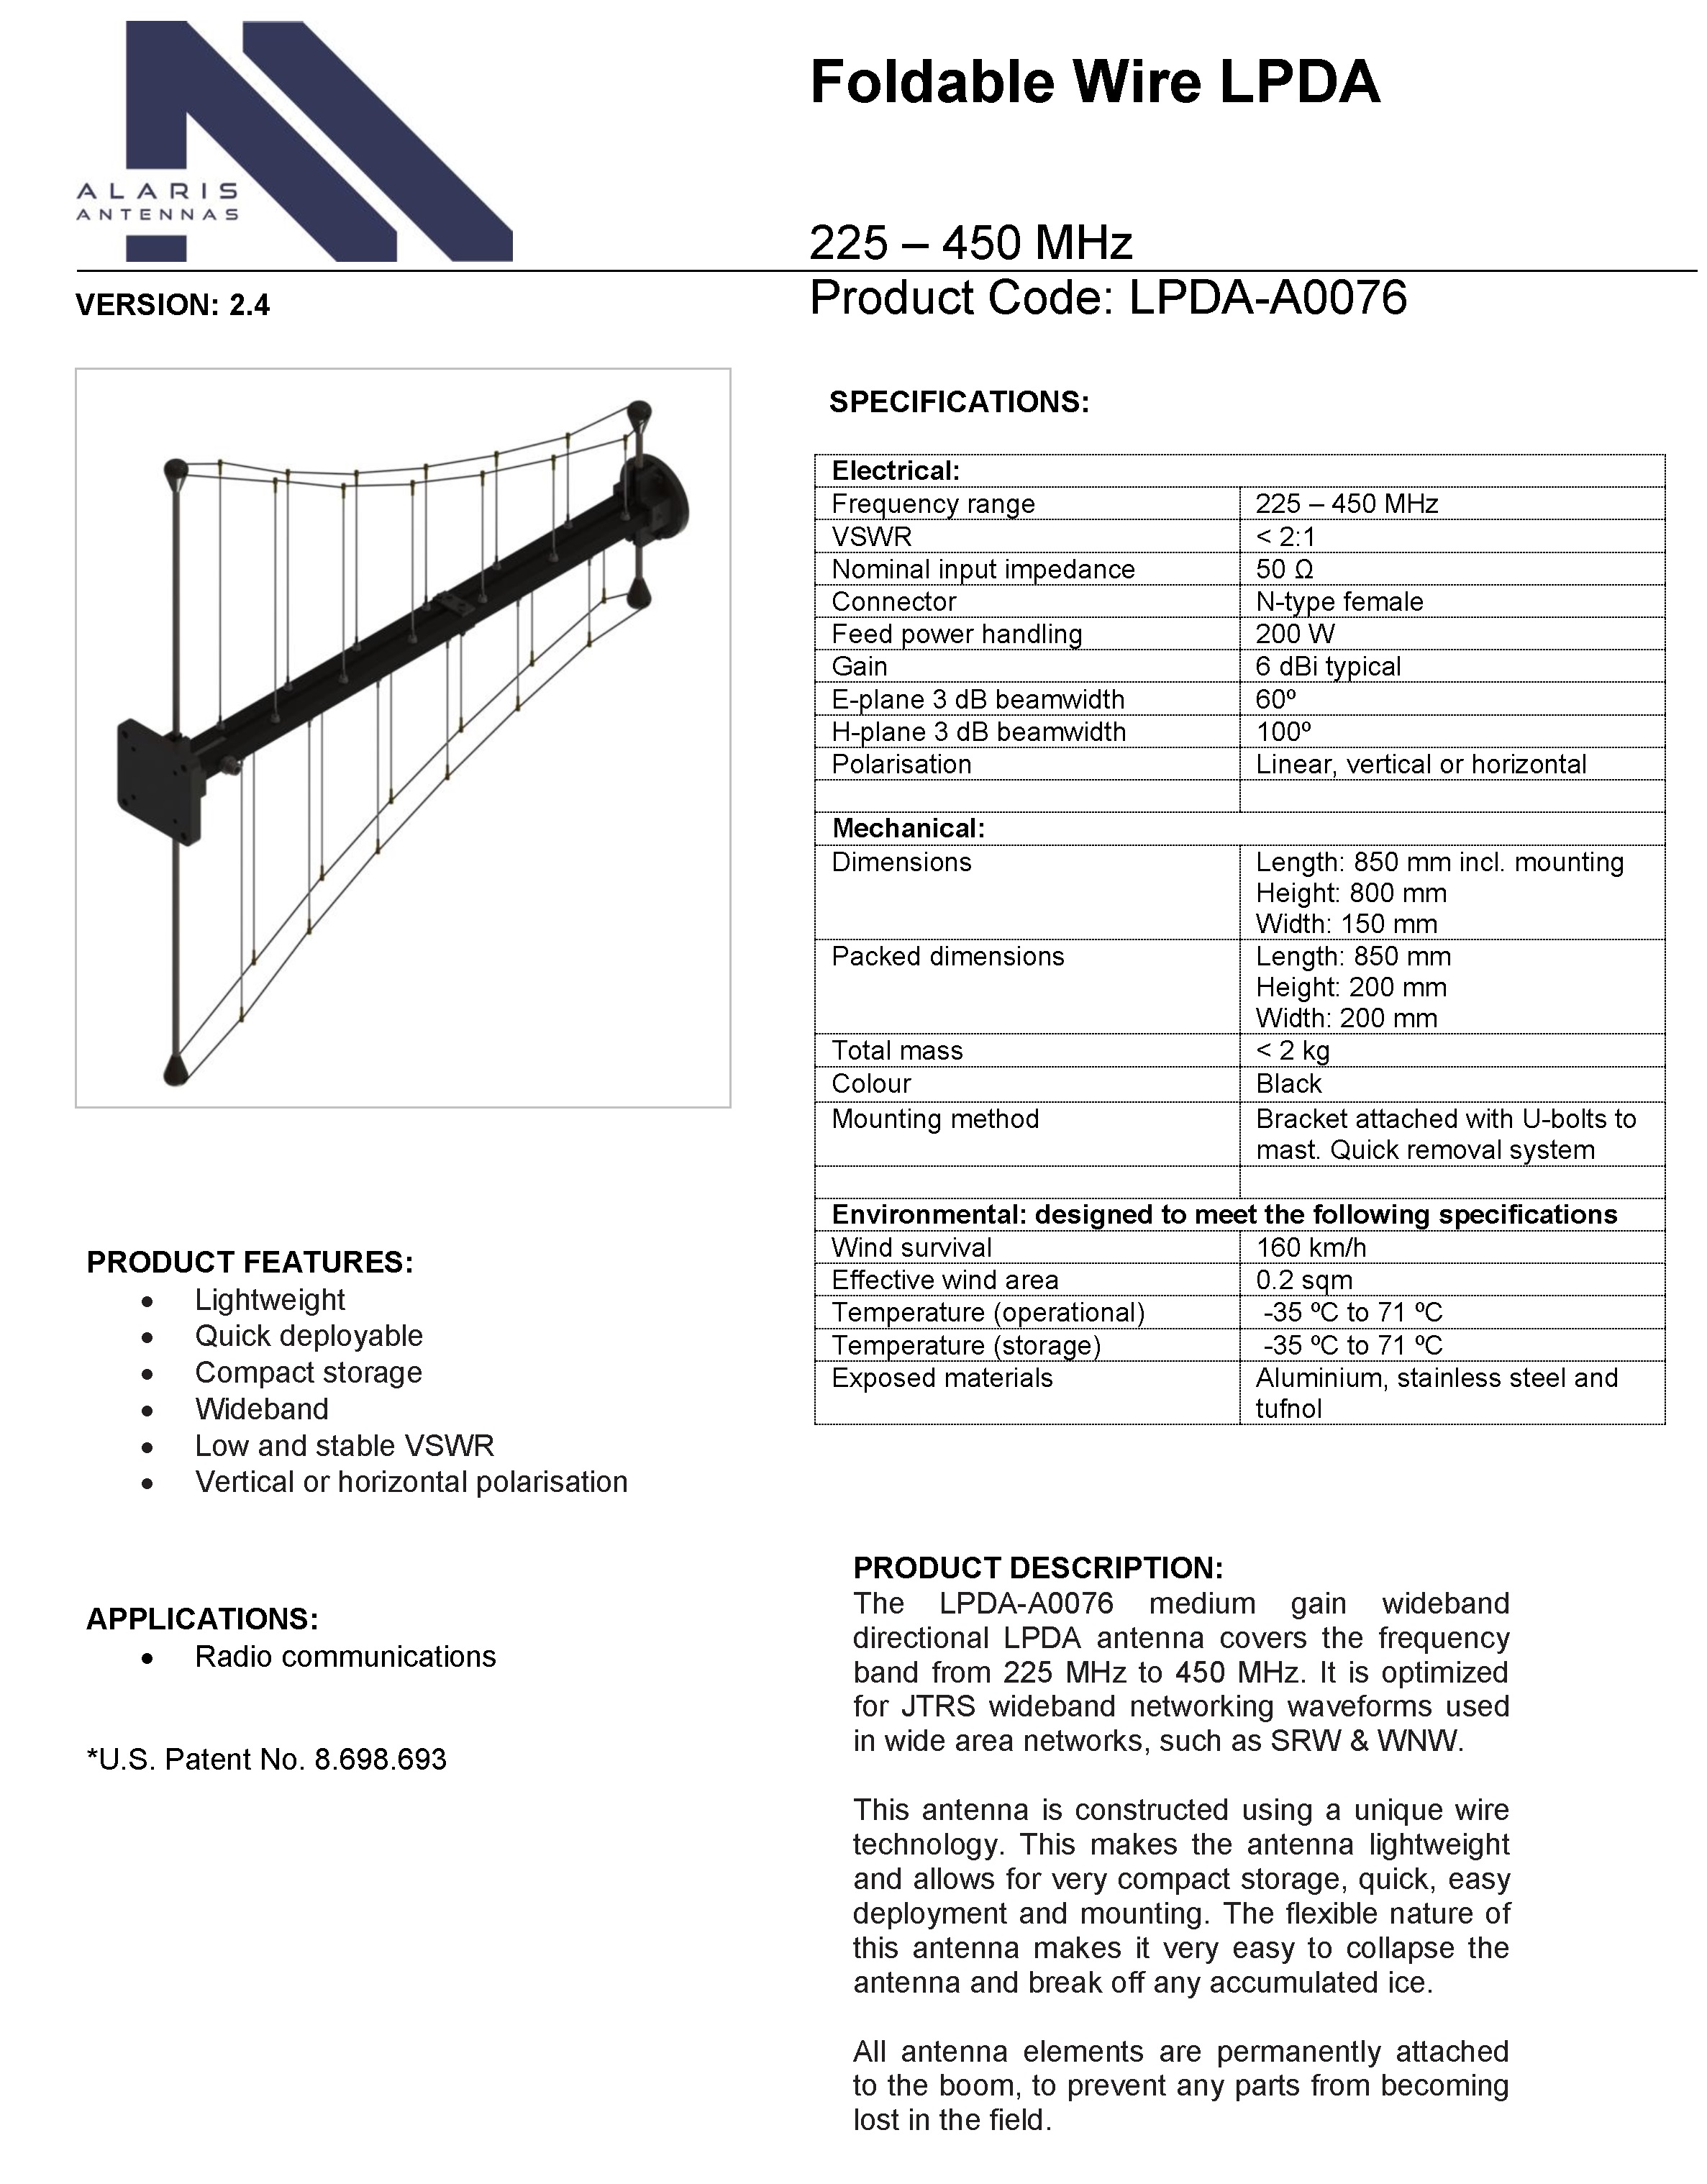 ALARIS
ANTENNAS
Foldable Wire LPDA
225 – 450 MHz
Product Code: LPDA-A0076
VERSION: 2.4
SPECIFICATIONS:
Electrical:
Frequency range 225 – 450 MHz
VSWR < 2:1
Nominal input impedance 50 Ω
Connector N-type female
Feed power handling 200 W
Gain 6 dBi typical
E-plane 3 dB beamwidth 60º
H-plane 3 dB beamwidth 100º
Polarisation Linear, vertical or horizontal
Mechanical:
Dimensions Length: 850 mm incl. mounting
Height: 800 mm
Width: 150 mm
Packed dimensions Length: 850 mm
Height: 200 mm
Width: 200 mm
Total mass < 2 kg
Colour Black
Mounting method Bracket attached with U-bolts to
mast. Quick removal system
Environmental: designed to meet the following specifications
Wind survival 160 km/h
Effective wind area 0.2 sqm
Temperature (operational) -35 ºC to 71 ºC
Temperature (storage) -35 ºC to 71 ºC
Exposed materials Aluminium, stainless steel and
tufnol
PRODUCT FEATURES:
• Lightweight
• Quick deployable
• Compact storage
• Wideband
• Low and stable VSWR
• Vertical or horizontal polarisation
APPLICATIONS:
• Radio communications
*U.S. Patent No. 8.698.693
PRODUCT DESCRIPTION:
The LPDA-A0076 medium gain wideband
directional LPDA antenna covers the frequency
band from 225 MHz to 450 MHz. It is optimized
for JTRS wideband networking waveforms used
in wide area networks, such as SRW & WNW.
This antenna is constructed using a unique wire
technology. This makes the antenna lightweight
and allows for very compact storage, quick, easy
deployment and mounting. The flexible nature of
this antenna makes it very easy to collapse the
antenna and break off any accumulated ice.
All antenna elements are permanently attached
to the boom, to prevent any parts from becoming
lost in the field.